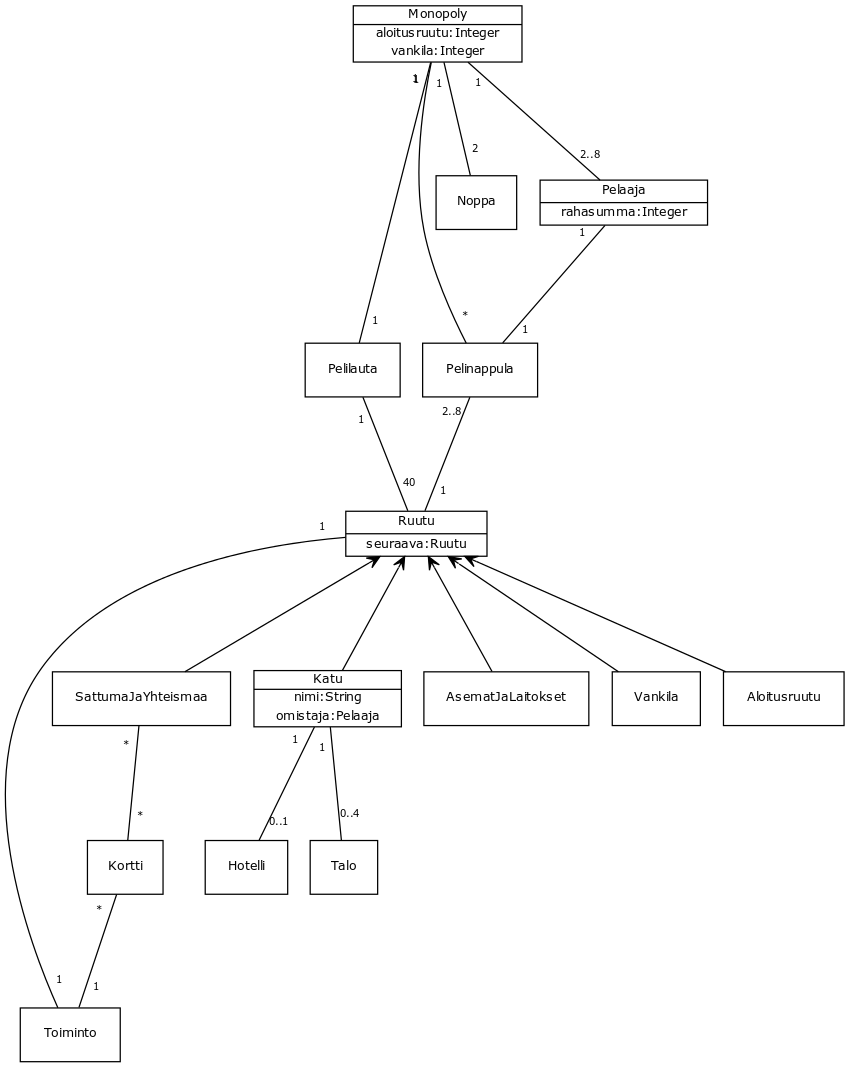 Monopoly
aloitusruutu:Integer
vankila:Integer
1
1
1
1
2
2..8
Noppa
Pelaaja
rahasumma:Integer
1
*
1
1
Pelilauta
Pelinappula
1
2..8
40
1
Ruutu
seuraava:Ruutu
1
SattumaJaYhteismaa
Katu
nimi:String
omistaja:Pelaaja
AsematJaLaitokset
Vankila
Aloitusruutu
*
1
1
*
0..1
0..4
Kortti
Hotelli
Talo
*
1
1
Toiminto